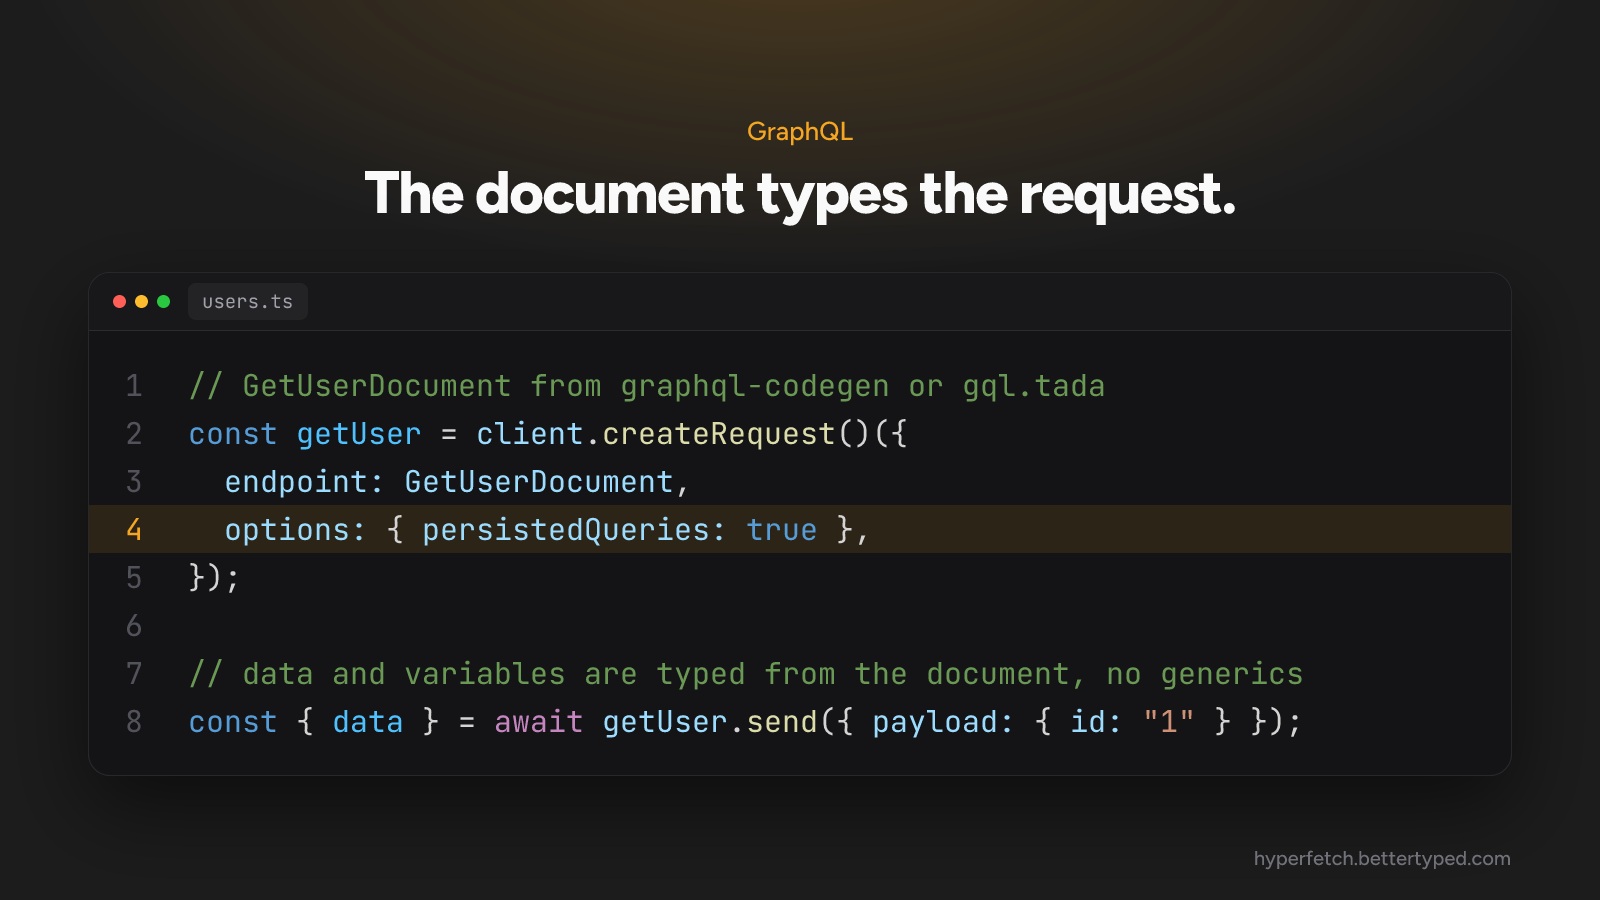 GraphQL
The document types the request.
users.ts
1 // GetUserDocument from graphql-codegen or gql.tada
2 const getUser = client.createRequest()({
3   endpoint: GetUserDocument,
4   options: { persistedQueries: true },
5 });
6
7 // data and variables are typed from the document, no generics
8 const { data } = await getUser.send({ payload: { id: "1" } });
hyperfetch.bettertyped.com